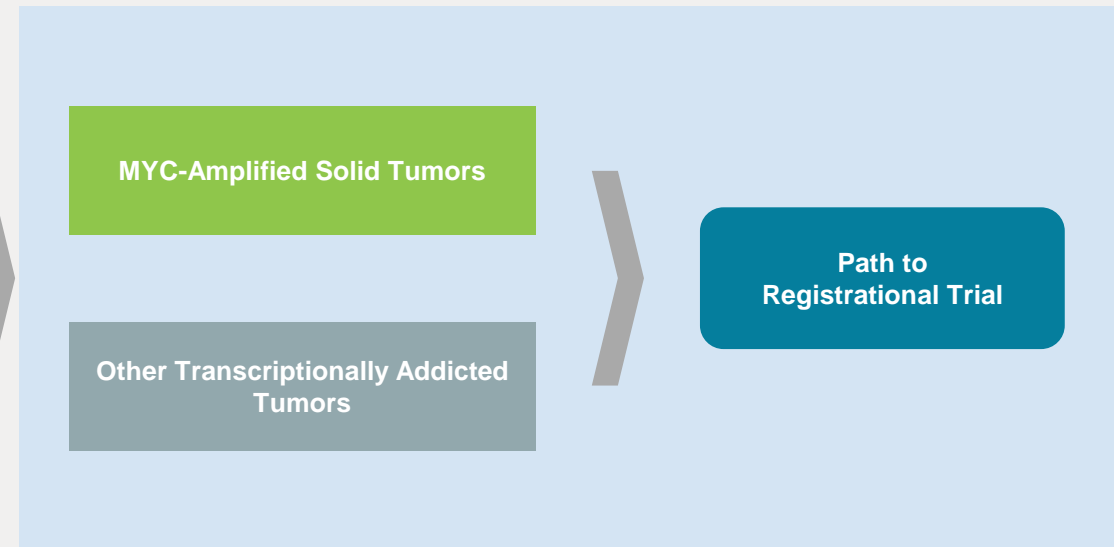 MYC-Amplified Solid Tumors
Other Transcriptionally Addicted
Tumors
Path to
Registrational Trial